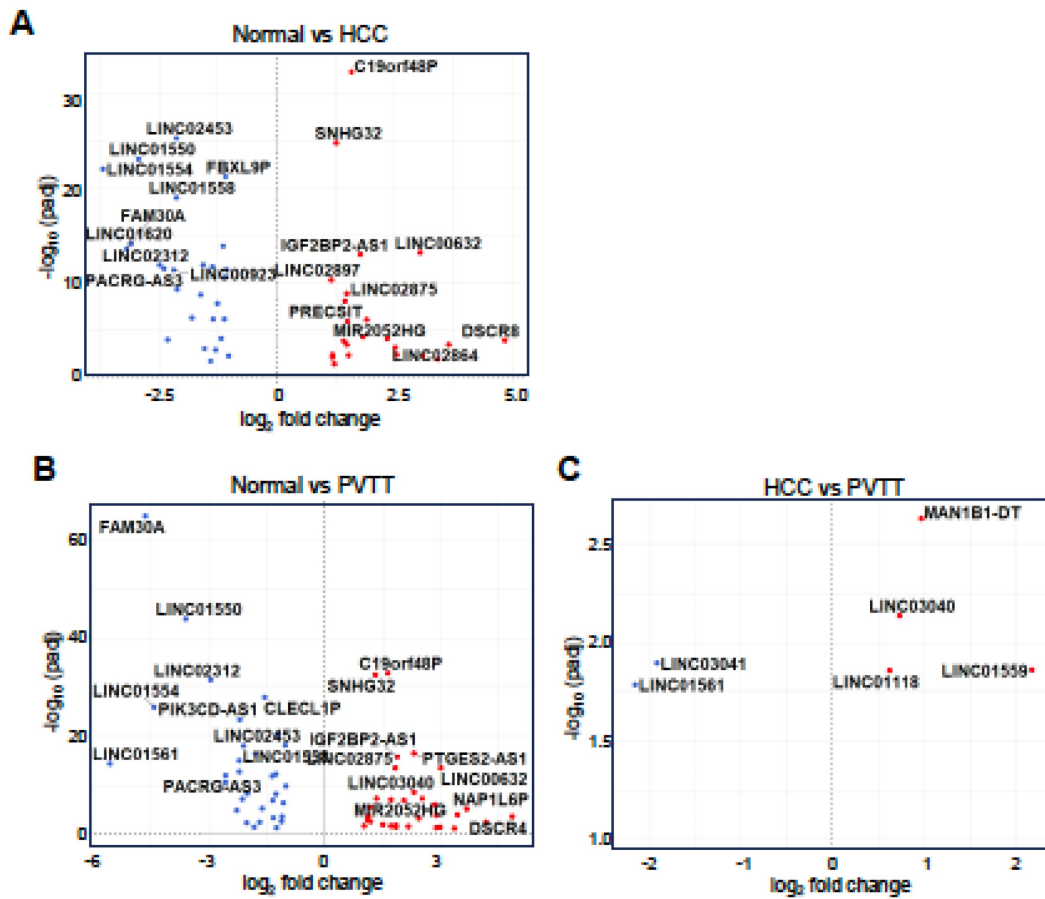 A
Normal vs HCC
C19orf48P
30
LINC02453
SNHG32
LINC01550
LINC01554
FBXL9P
20
LINC01558
FAM30A
LINC01620
IGF2BP2-AS1
LINC00632
LINC02312
LINC00923
LINC02897
PACRG-AS3
10
LINC02875
PRECSIT
MIR2052HG
DSCR8
LINC02864
0
-2.5
0
2.5
5.0
-log10 (padj)
log2 fold change
B
Normal vs PVTT
FAM30A
60
LINC01550
40
LINC02312
C19orf48P
LINC01554
SNHG32
PIK3CD-AS1
CLECL1P
20
LINC02453
IGF2BP2-AS1
LINC01561
LINC02875
PTGES2-AS1
PACRG-AS3
LINC03040
LINC00632
MIR2052HG
NAP1L6P
DSCR4
0
-6
-3
0
3
-log10 (padj)
log2 fold change
C
HCC vs PVTT
MAN1B1-DT
2.5
LINC03040
2.0
LINC03041
LINC01561
LINC01118
LINC01559
1.5
1.0
-2
-1
0
1
2
-log10 (padj)
log2 fold change